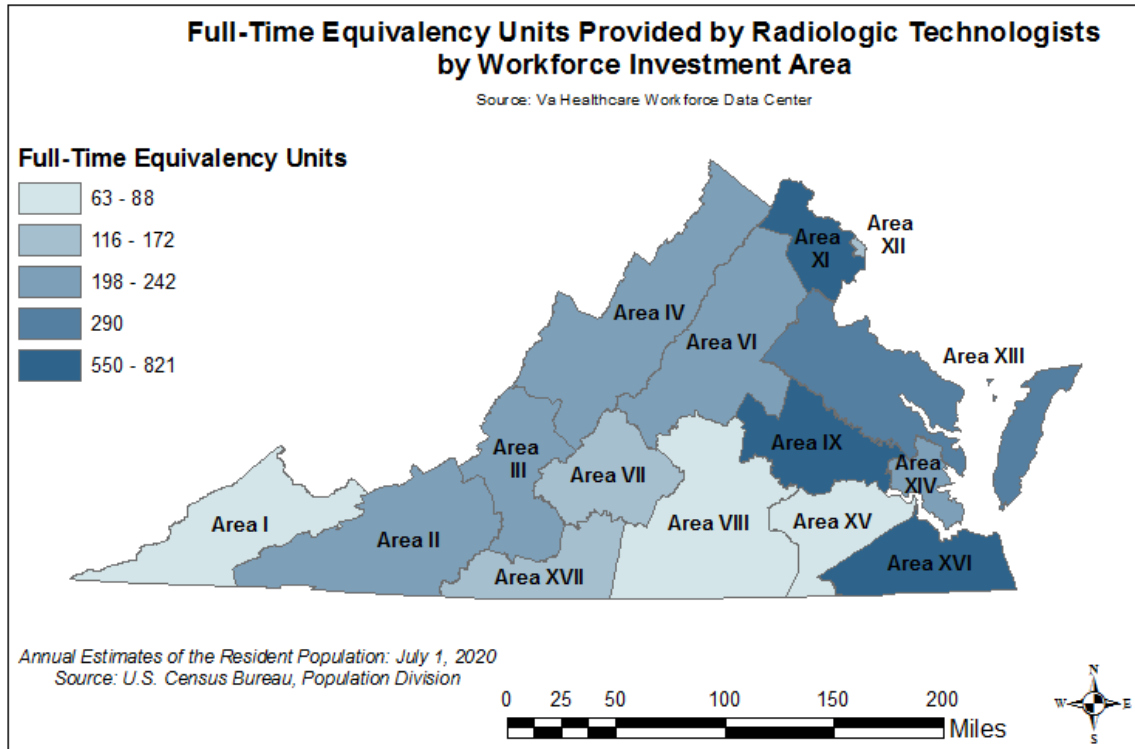 Full-Time Equivalency Units Provided by Radiologic Technologists
by Workforce Investment Area
Source: Va Healthcare Workforce Data Center
Full-Time Equivalency Units
63 - 88
116 - 172
198 - 242
290
550 - 821
Area
XI
Area
XII
Area IV
Area VI
Area XIII
Area
III
Area VII
Area IX
Area
XIV
Area I
Area II
Area VIII
Area XV
Area XVI
Area XVII
Annual Estimates of the Resident Population: July 1, 2020
Source: U.S. Census Bureau, Population Division
0 25 50 100 150 200
Miles
N
W E
S